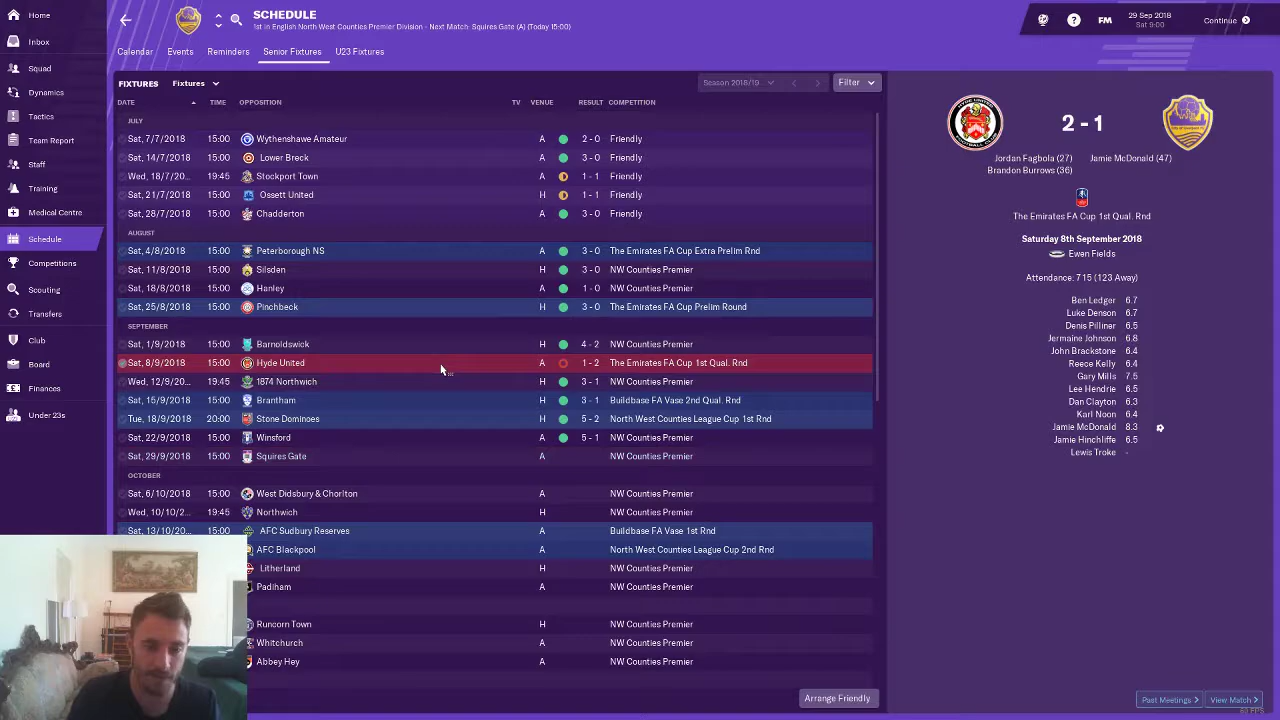 SCHEDULE
1st in English North West Counties Premier Division - Next Match: Squires Gate (A) (Today 15:00)
FM 29 Sep 2018 Sat 9:00 Continue
Home
Inbox
Squad
Dynamics
Tactics
Team Report
Staff
Training
Medical Centre
Schedule
Competitions
Scouting
Transfers
Club
Board
Finances
Under 23s
Calendar Events Reminders Senior Fixtures U23 Fixtures
FIXTURES Fixtures Season 2018/19 Filter
DATE TIME OPPOSITION TV VENUE RESULT COMPETITION
JULY
Sat, 7/7/2018 15:00 Wythenshawe Amateur A 2 - 0 Friendly
Sat, 14/7/2018 15:00 Lower Breck A 3 - 0 Friendly
Wed, 18/7/20... 19:45 Stockport Town A 1 - 1 Friendly
Sat, 21/7/2018 15:00 Ossett United H 1 - 1 Friendly
Sat, 28/7/2018 15:00 Chadderton A 3 - 0 Friendly
AUGUST
Sat, 4/8/2018 15:00 Peterborough NS A 3 - 0 The Emirates FA Cup Extra Prelim Rnd
Sat, 11/8/2018 15:00 Silsden H 3 - 0 NW Counties Premier
Sat, 18/8/2018 15:00 Hanley A 1 - 0 NW Counties Premier
Sat, 25/8/2018 15:00 Pinchbeck H 3 - 0 The Emirates FA Cup Prelim Round
SEPTEMBER
Sat, 1/9/2018 15:00 Barnoldswick H 4 - 2 NW Counties Premier
Sat, 8/9/2018 15:00 Hyde United A 1 - 2 The Emirates FA Cup 1st Qual. Rnd
Wed, 12/9/20... 19:45 1874 Northwich H 3 - 1 NW Counties Premier
Sat, 15/9/2018 15:00 Brantham H 3 - 1 Buildbase FA Vase 2nd Qual. Rnd
Tue, 18/9/2018 20:00 Stone Dominoes H 5 - 2 North West Counties League Cup 1st Rnd
Sat, 22/9/2018 15:00 Winsford A 5 - 1 NW Counties Premier
Sat, 29/9/2018 15:00 Squires Gate A NW Counties Premier
OCTOBER
Sat, 6/10/2018 15:00 West Didsbury & Chorlton A NW Counties Premier
Wed, 10/10/2... 19:45 Northwich H NW Counties Premier
Sat, 13/10/20... 15:00 AFC Sudbury Reserves A Buildbase FA Vase 1st Rnd
AFC Blackpool A North West Counties League Cup 2nd Rnd
Litherland H NW Counties Premier
Padiham A NW Counties Premier
Runcorn Town H NW Counties Premier
Whitchurch A NW Counties Premier
Abbey Hey A NW Counties Premier
Arrange Friendly
2 - 1
Jordan Fagbola (27) Jamie McDonald (47)
Brandon Burrows (36)
The Emirates FA Cup 1st Qual. Rnd
Saturday 8th September 2018
Ewen Fields
Attendance: 715 (123 Away)
Ben Ledger 6.7
Luke Denson 6.7
Denis Pilliner 6.5
Jermaine Johnson 6.8
John Brackstone 6.4
Reece Kelly 6.4
Gary Mills 7.5
Lee Hendrie 6.5
Dan Clayton 6.3
Karl Noon 6.4
Jamie McDonald 8.3
Jamie Hinchliffe 6.5
Lewis Troke -
Past Meetings View Match